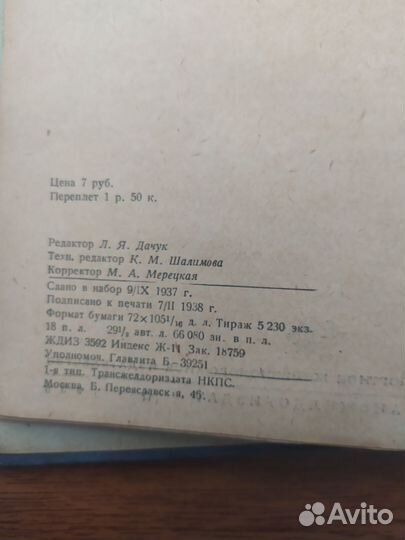 Цена 7 руб.
Переплет 1 р. 50 к.
Редактор Л. Я. Дачук
Техн. редактор К. М. Шалимова
Корректор М. А. Мерецкая
Сдано в набор 9/IX 1937 г.
Подписано к печати 7/II 1938 г.
Формат бумаги 72×1051/16 д. л. Тираж 5 230 экз.
18 п. л. 291/2 авт. л. 66 080 зн. в п. л.
ЖДИЗ 3592 Индекс Ж-11 Зак. 18759
Уполномоч. Главлита Б-39251
1-я тип. Трансжелдориздата НКПС.
Москва, Б. Переяславская, 46.
Avito